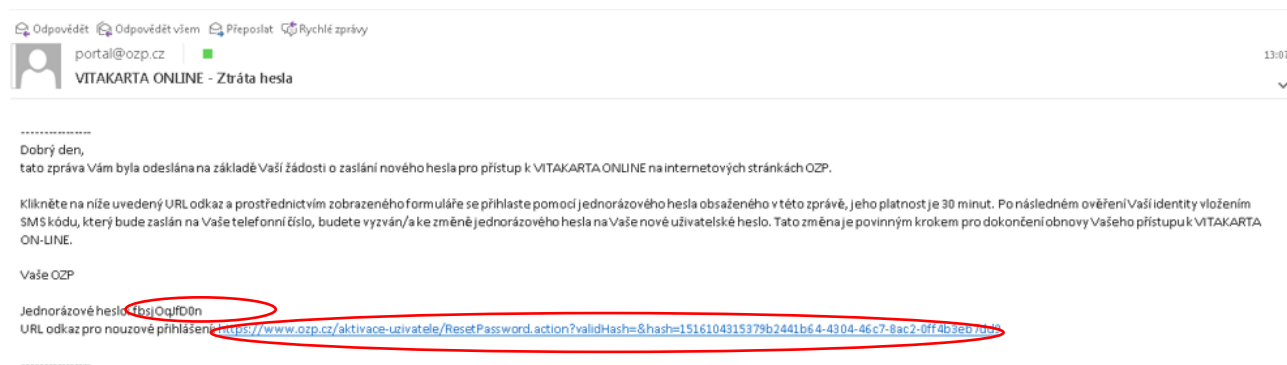 Odpovědět Odpovědět všem Přeposlat Rychlé zprávy
portal@ozp.cz
13:07
VITAKARTA ONLINE - Ztráta hesla
----------------
Dobrý den,
tato zpráva Vám byla odeslána na základě Vaší žádosti o zaslání nového hesla pro přístup k VITAKARTA ONLINE na internetových stránkách OZP.
Klikněte na níže uvedený URL odkaz a prostřednictvím zobrazeného formuláře se přihlaste pomocí jednorázového hesla obsaženého v této zprávě, jeho platnost je 30 minut. Po následném ověření Vaší identity vložením
SMS kódu, který bude zaslán na Vaše telefonní číslo, budete vyzván/a ke změně jednorázového hesla na Vaše nové uživatelské heslo. Tato změna je povinným krokem pro dokončení obnovy Vašeho přístupu k VITAKARTA
ON-LINE.
Vaše OZP
Jednorázové heslo: fbsjOqJfD0n
URL odkaz pro nouzové přihlášení: https://www.ozp.cz/aktivace-uzivatele/ResetPassword.action?validHash=&hash=1516104315379b2441b64-4304-46c7-8ac2-0ff4b3eb7dd9
----------------